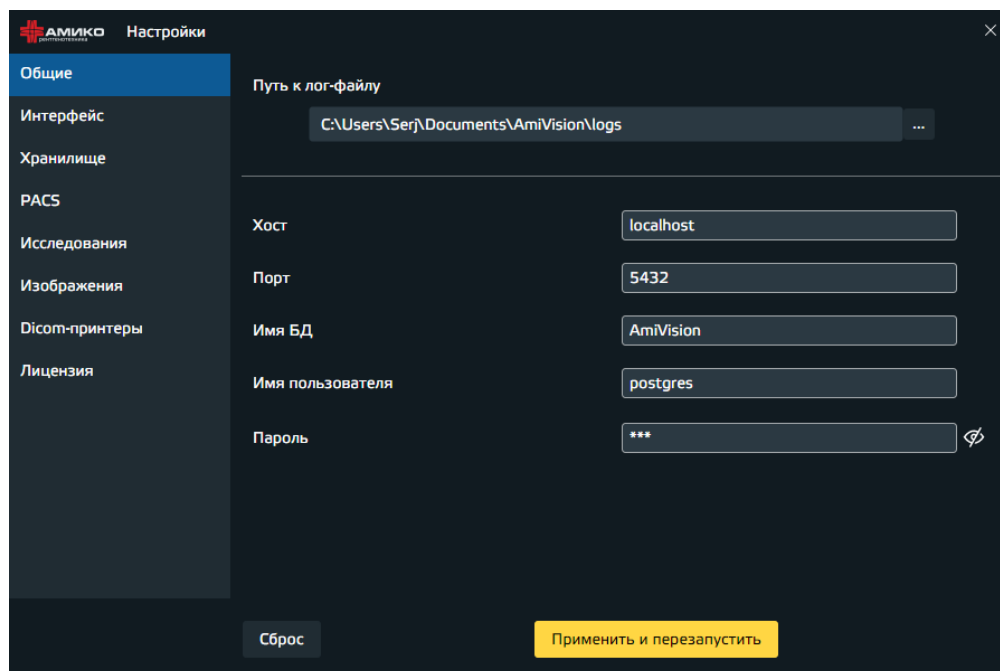 АМИКО
РЕНТГЕНОТЕХНИКА
Настройки
Общие
Интерфейс
Хранилище
PACS
Исследования
Изображения
Dicom-принтеры
Лицензия
Путь к лог-файлу
C:\Users\Serj\Documents\AmiVision\logs
...
Хост
localhost
Порт
5432
Имя БД
AmiVision
Имя пользователя
postgres
Пароль
***
Сброс
Применить и перезапустить